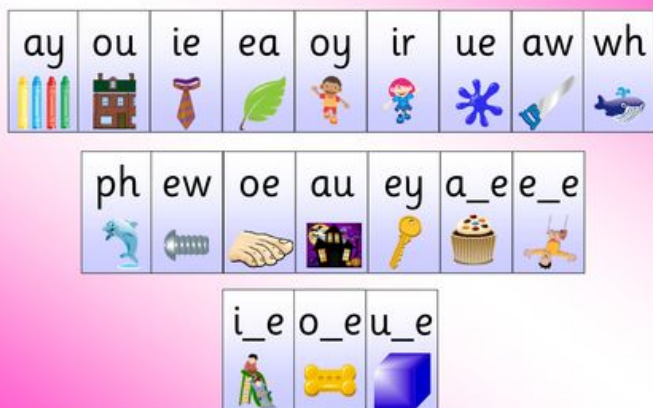 ay ou ie ea oy ir ue aw wh
ph ew oe au ey a_e e_e
i_e o_e u_e